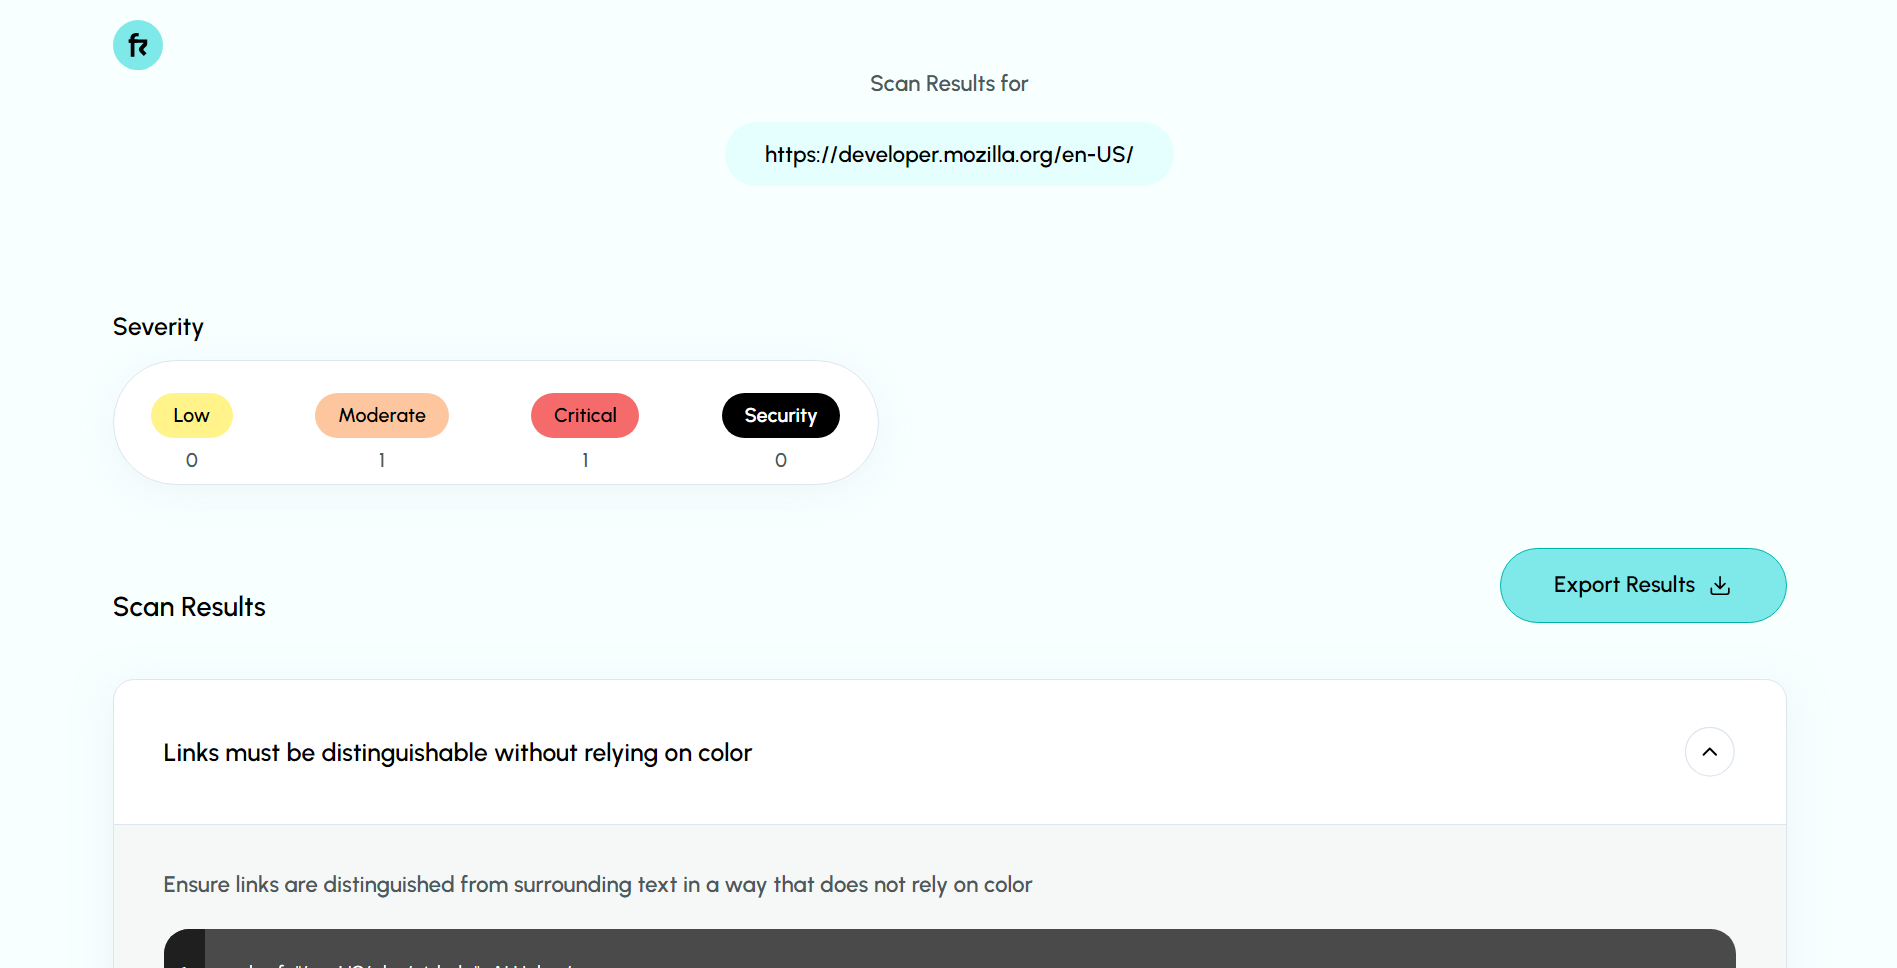 fr
Scan Results for
https://developer.mozilla.org/en-US/
Severity
Low Moderate Critical Security
0 1 1 0
Export Results
Scan Results
Links must be distinguishable without relying on color
Ensure links are distinguished from surrounding text in a way that does not rely on color